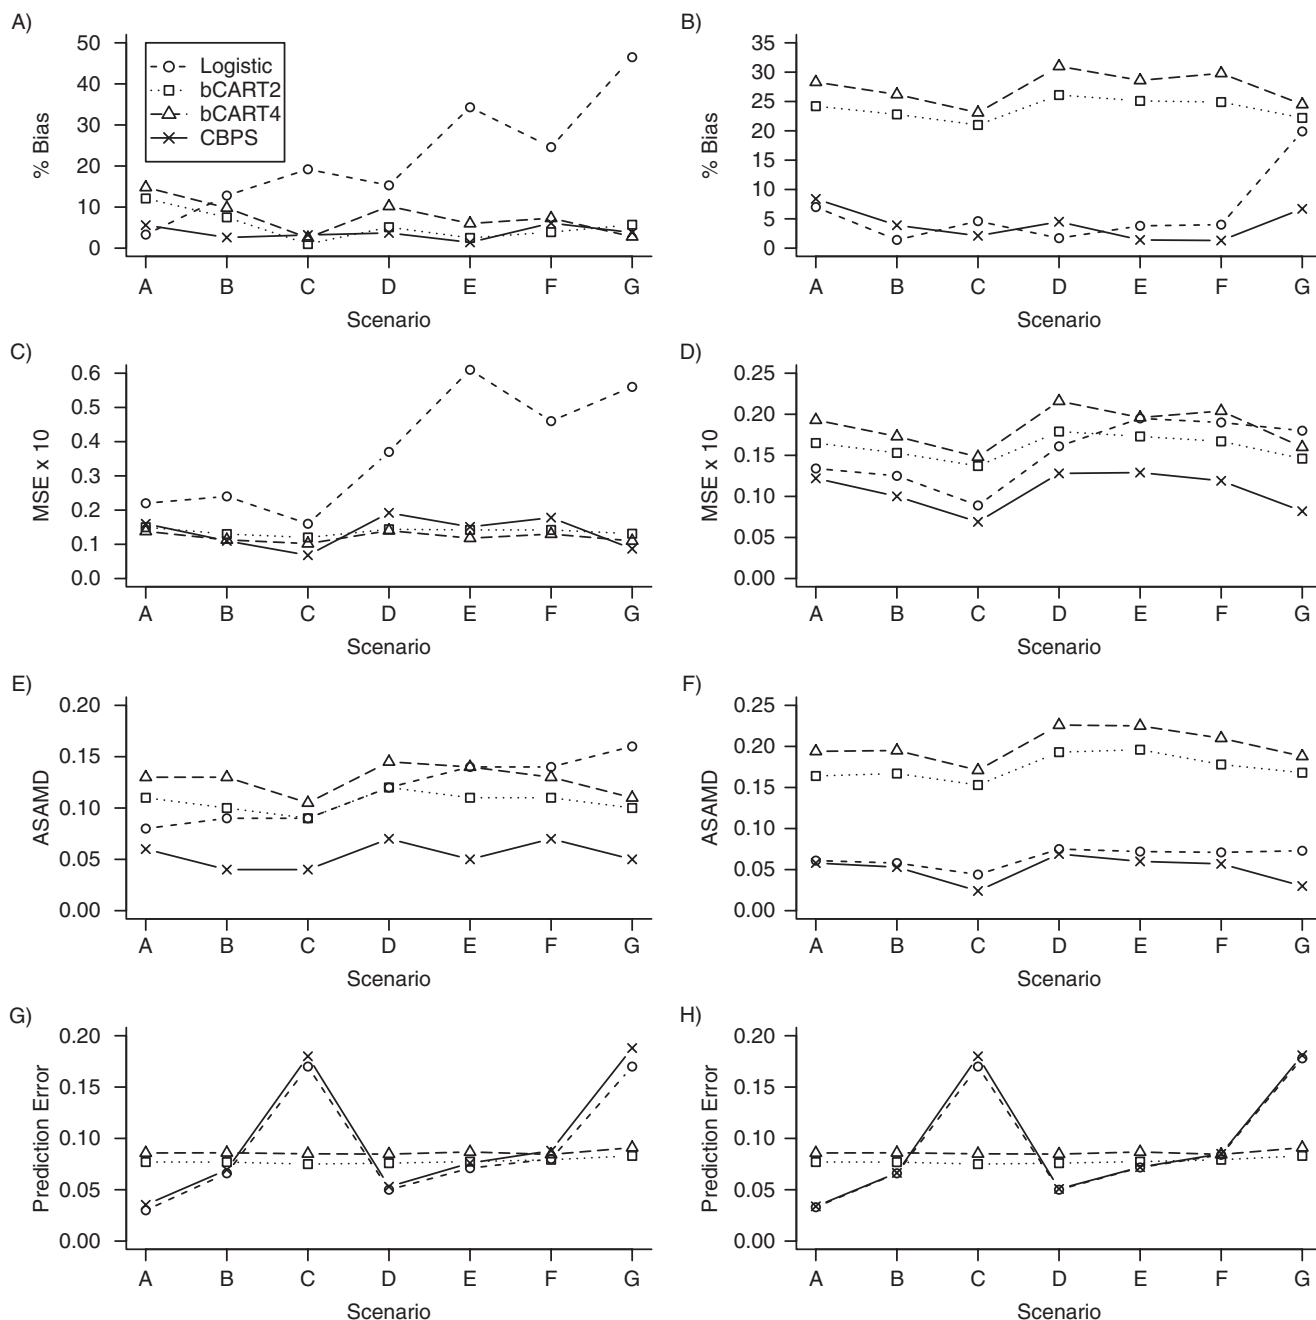 A)
% Bias
50
40
30
20
10
0
Logistic
bCART2
bCART4
CBPS
A B C D E F G
Scenario
B)
% Bias
35
30
25
20
15
10
5
0
A B C D E F G
Scenario
C)
MSE x 10
0.6
0.5
0.4
0.3
0.2
0.1
0.0
A B C D E F G
Scenario
D)
MSE x 10
0.25
0.20
0.15
0.10
0.05
0.00
A B C D E F G
Scenario
E)
ASAMD
0.20
0.15
0.10
0.05
0.00
A B C D E F G
Scenario
F)
ASAMD
0.25
0.20
0.15
0.10
0.05
0.00
A B C D E F G
Scenario
G)
Prediction Error
0.20
0.15
0.10
0.05
0.00
A B C D E F G
Scenario
H)
Prediction Error
0.20
0.15
0.10
0.05
0.00
A B C D E F G
Scenario